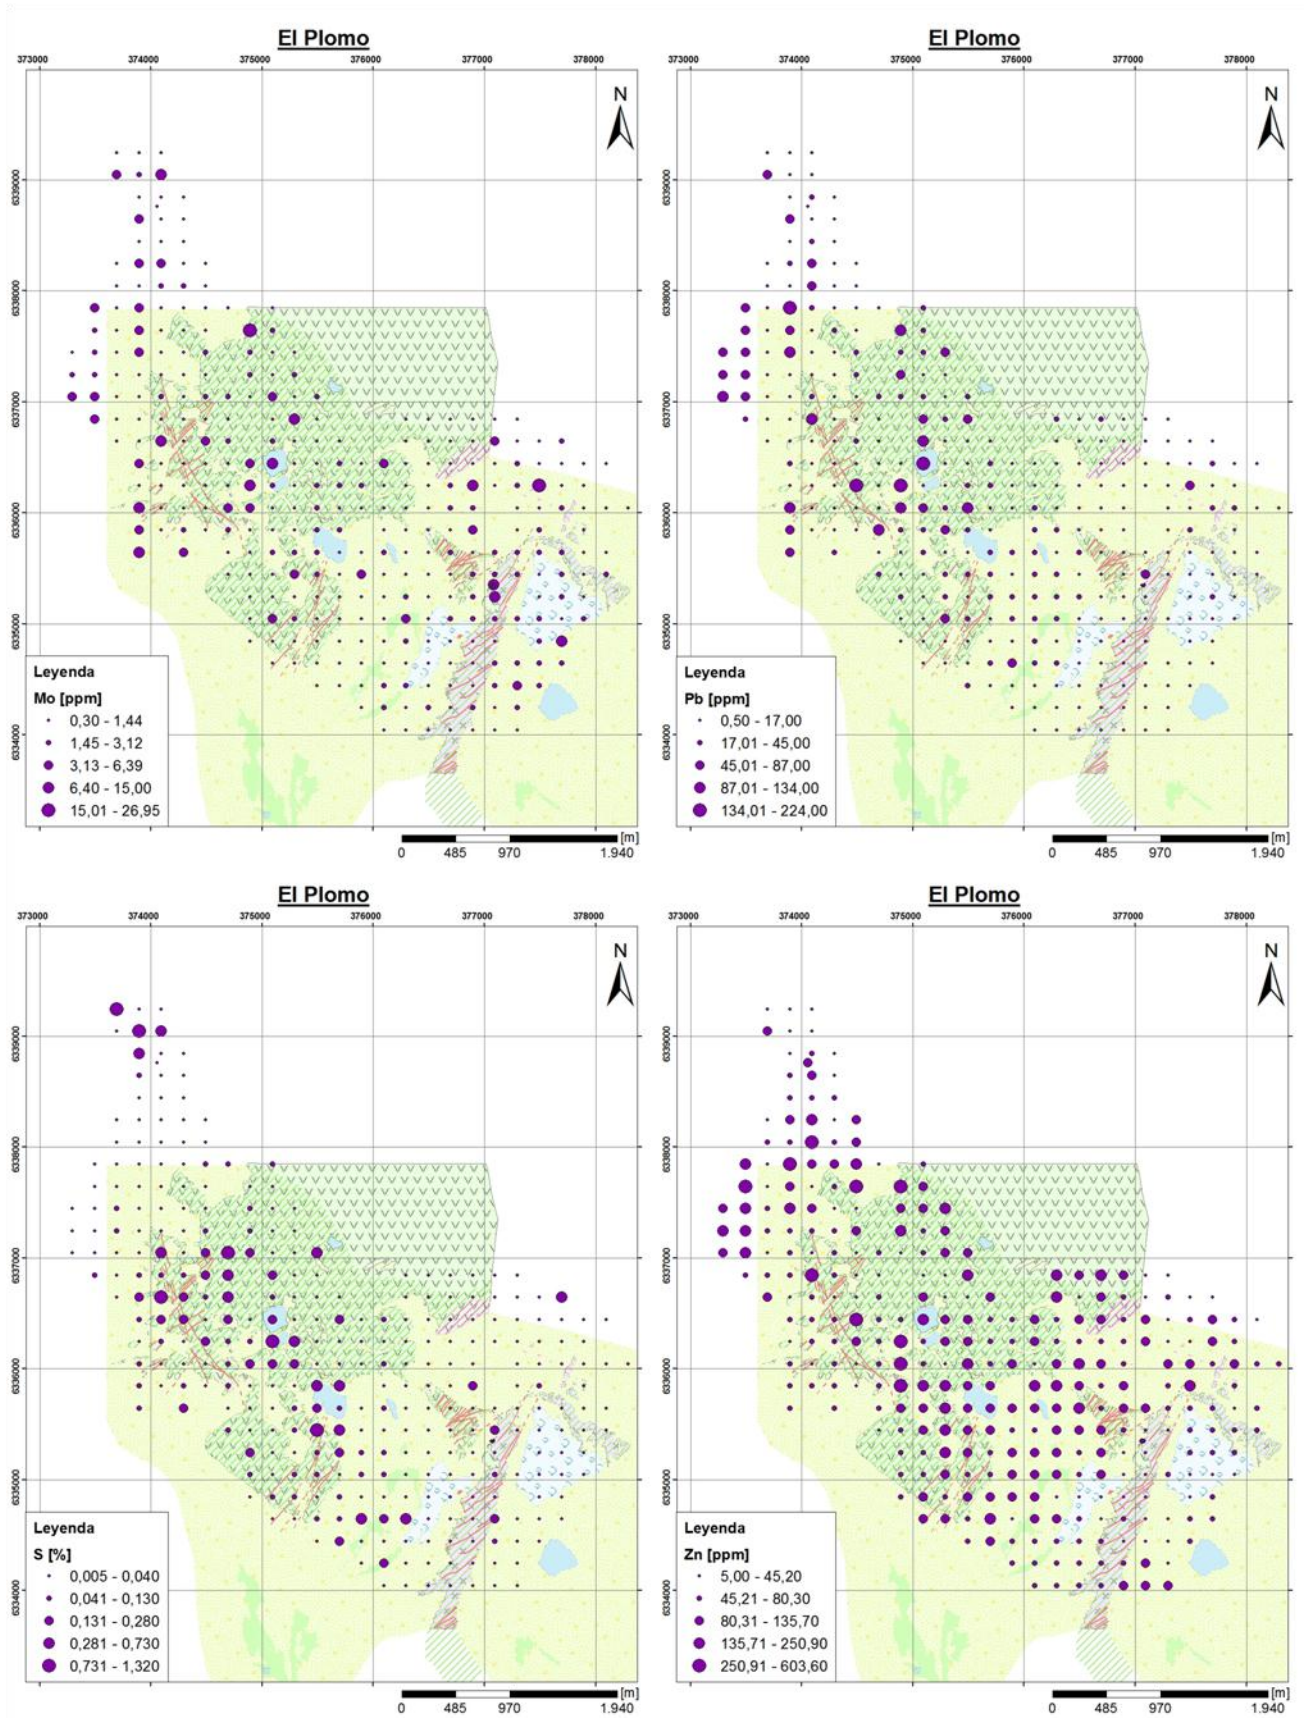 El Plomo
373000 374000 375000 376000 377000 378000
N
6339000
6338000
6337000
6336000
6335000
6334000
Leyenda
Mo [ppm]
0,30 - 1,44
1,45 - 3,12
3,13 - 6,39
6,40 - 15,00
15,01 - 26,95
[m]
0 485 970 1.940
El Plomo
373000 374000 375000 376000 377000 378000
N
6339000
6338000
6337000
6336000
6335000
6334000
Leyenda
Pb [ppm]
0,50 - 17,00
17,01 - 45,00
45,01 - 87,00
87,01 - 134,00
134,01 - 224,00
[m]
0 485 970 1.940
El Plomo
373000 374000 375000 376000 377000 378000
N
6339000
6338000
6337000
6336000
6335000
6334000
Leyenda
S [%]
0,005 - 0,040
0,041 - 0,130
0,131 - 0,280
0,281 - 0,730
0,731 - 1,320
[m]
0 485 970 1.940
El Plomo
373000 374000 375000 376000 377000 378000
N
6339000
6338000
6337000
6336000
6335000
6334000
Leyenda
Zn [ppm]
5,00 - 45,20
45,21 - 80,30
80,31 - 135,70
135,71 - 250,90
250,91 - 603,60
[m]
0 485 970 1.940